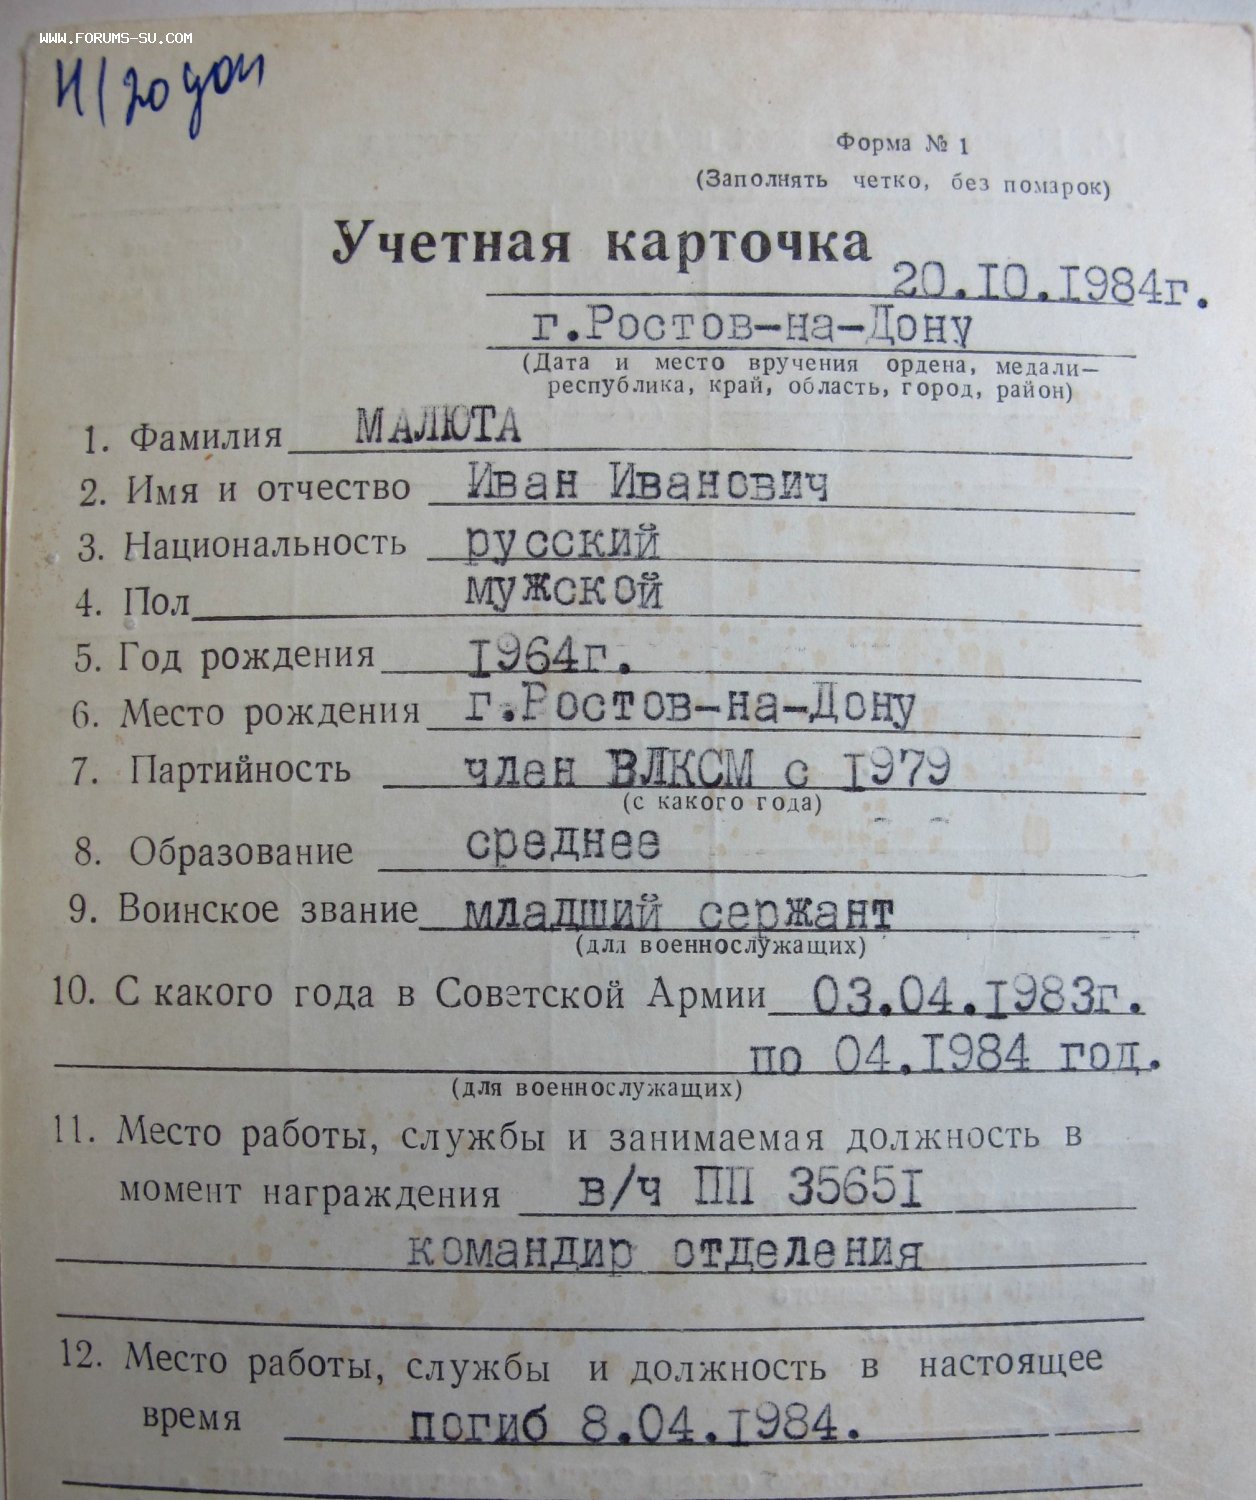 WWW.FORUMS-SU.COM
Форма № 1
(Заполнять четко, без помарок)
Учетная карточка
20.10.1984г.
г.Ростов-на-Дону
(Дата и место вручения ордена, медали—
республика, край, область, город, район)
1. Фамилия МАЛЮТА
2. Имя и отчество Иван Иванович
3. Национальность русский
4. Пол мужской
5. Год рождения 1964г.
6. Место рождения г.Ростов-на-Дону
7. Партийность член ВЛКСМ с 1979
(с какого года)
8. Образование среднее
9. Воинское звание младший сержант
(для военнослужащих)
10. С какого года в Советской Армии 03.04.1983г.
по 04.1984 год.
(для военнослужащих)
11. Место работы, службы и занимаемая должность в
момент награждения в/ч ПП 35651
командир отделения
12. Место работы, службы и должность в настоящее
время погиб 8.04.1984.